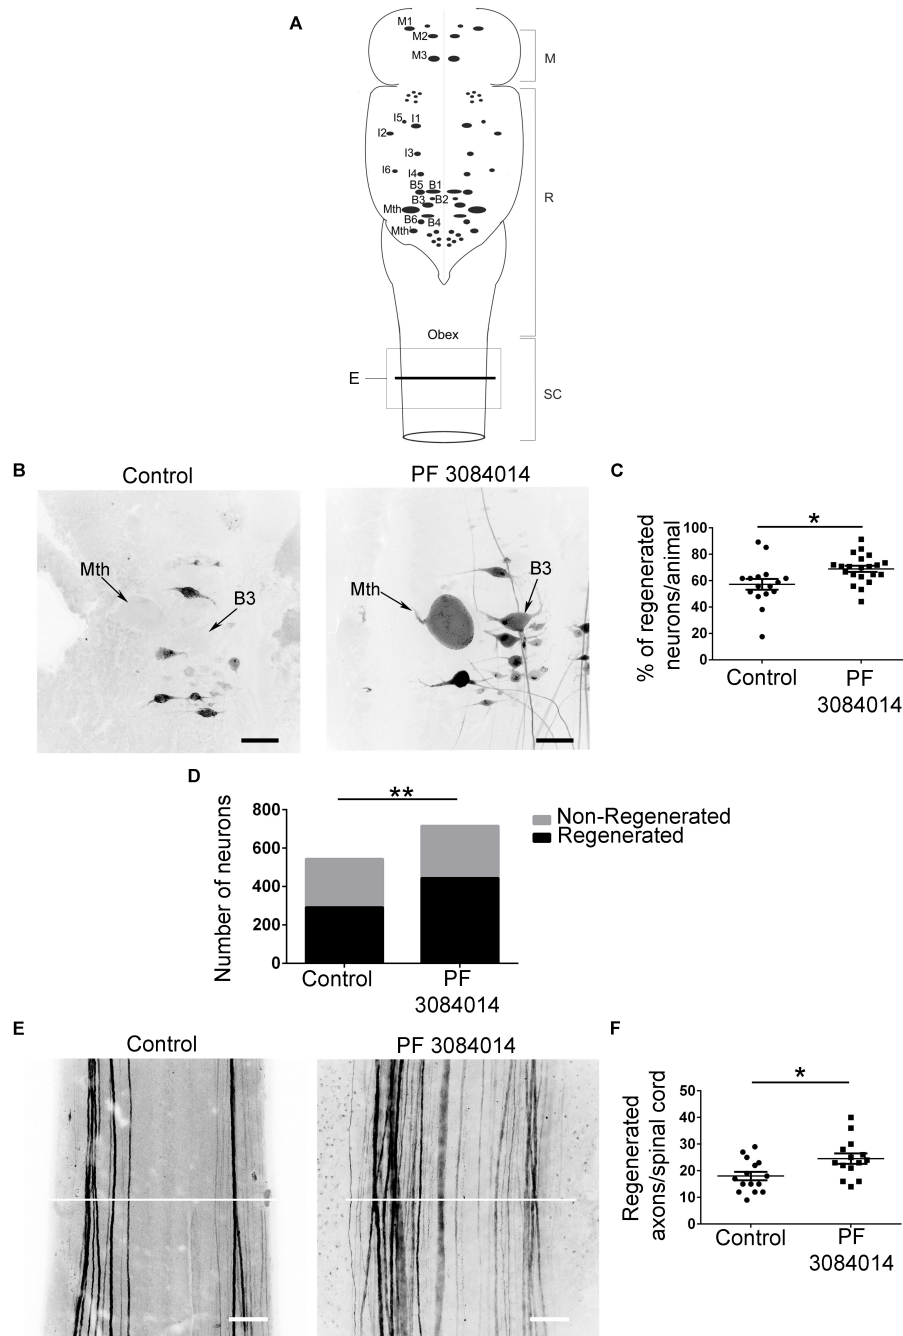 A
M1
M2
M3
M
I5 I1
I2
I3
I6 I4
B5 B1
B3 B2
Mth
B6 B4
Mth'
R
Obex
E
SC
B
Control
PF 3084014
Mth
B3
Mth
B3
C
*
% of regenerated
neurons/animal
100
80
60
40
20
0
Control
PF
3084014
D
**
Number of neurons
800
600
400
200
0
Control
PF
3084014
Non-Regenerated
Regenerated
E
Control
PF 3084014
F
*
Regenerated
axons/spinal cord
50
40
30
20
10
0
Control
PF
3084014